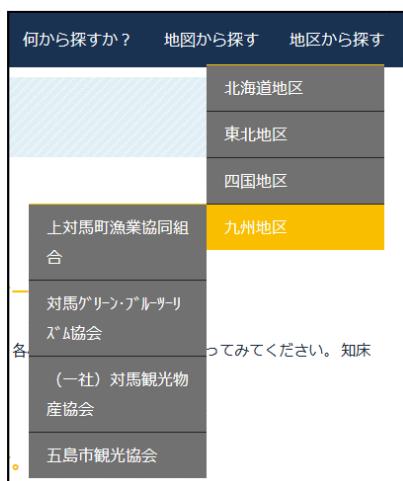 何から探すか？ 地図から探す 地区から探す
北海道地区
東北地区
四国地区
九州地区
上対馬町漁業協同組
合
対馬ｸﾞﾘｰﾝ・ﾌﾞﾙｰﾂｰﾘ
ｽﾞﾑ協会
各 ってみてください。 知床
（一社）対馬観光物
産協会
五島市観光協会
。